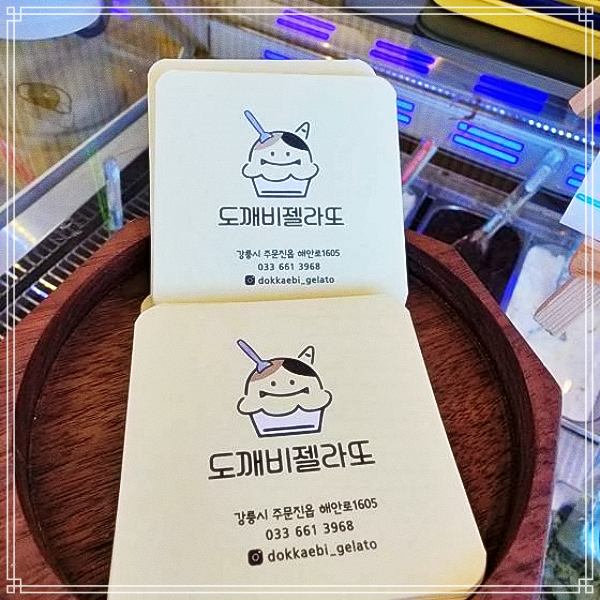 도깨비젤라또
강릉시 주문진읍 해안로1605
033 661 3968
dokkaebi_gelato
도깨비젤라또
강릉시 주문진읍 해안로1605
033 661 3968
dokkaebi_gelato